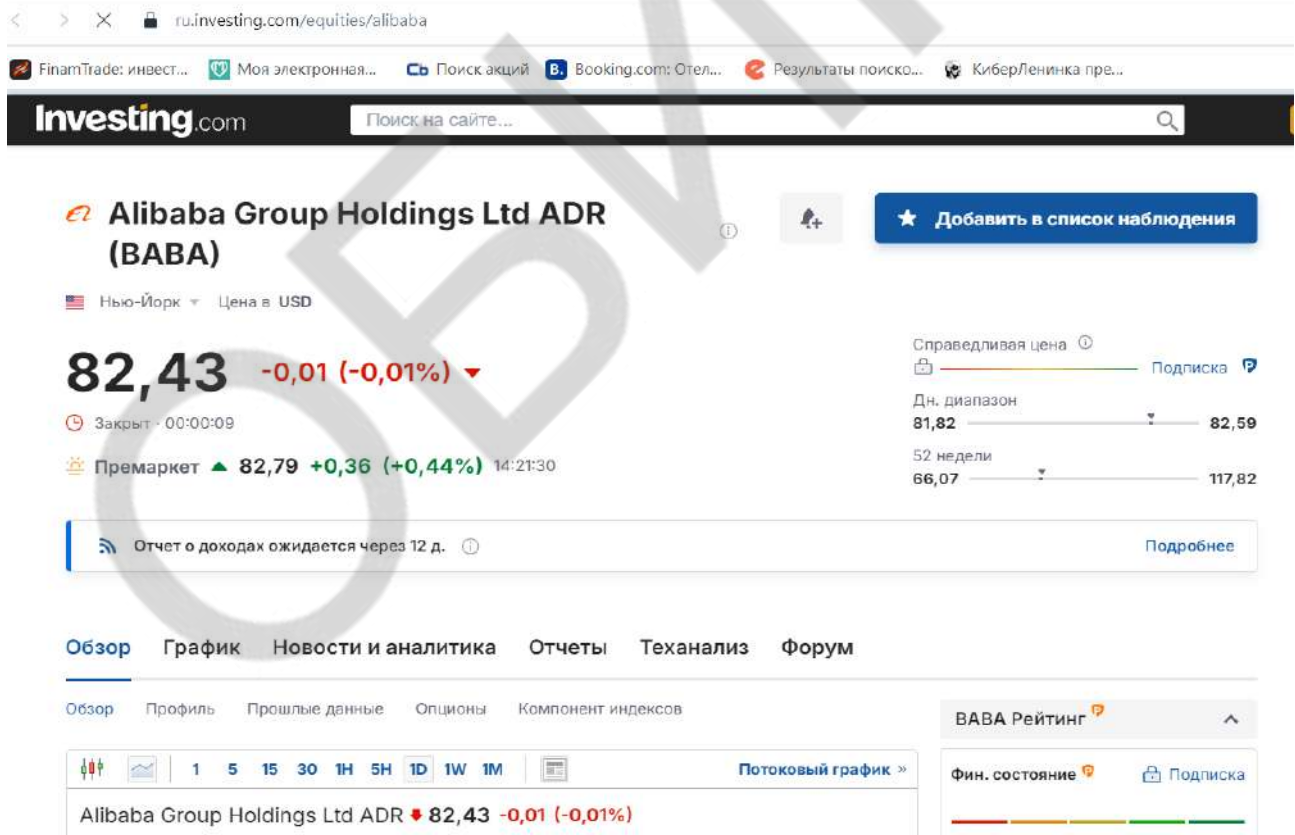 ru.investing.com/equities/alibaba
FinamTrade: инвест... Моя электронная... Сь Поиск акций B. Booking.com: Отел... Результаты поиско... КиберЛенинка пре...
Investing.com Поиск на сайте...
Alibaba Group Holdings Ltd ADR
(BABA)
Добавить в список наблюдения
Нью-Йорк Цена в USD
82,43 -0,01 (-0,01%)
Закрыт · 00:00:09
Премаркет 82,79 +0,36 (+0,44%) 14:21:30
Справедливая цена
Подписка
Дн. диапазон
81,82 82,59
52 недели
66,07 117,82
Отчет о доходах ожидается через 12 д. Подробнее
Обзор График Новости и аналитика Отчеты Теханализ Форум
Обзор Профиль Прошлые данные Опционы Компонент индексов
BABA Рейтинг
1 5 15 30 1H 5H 1D 1W 1M Потоковый график »
Фин. состояние Подписка
Alibaba Group Holdings Ltd ADR 82,43 -0,01 (-0,01%)